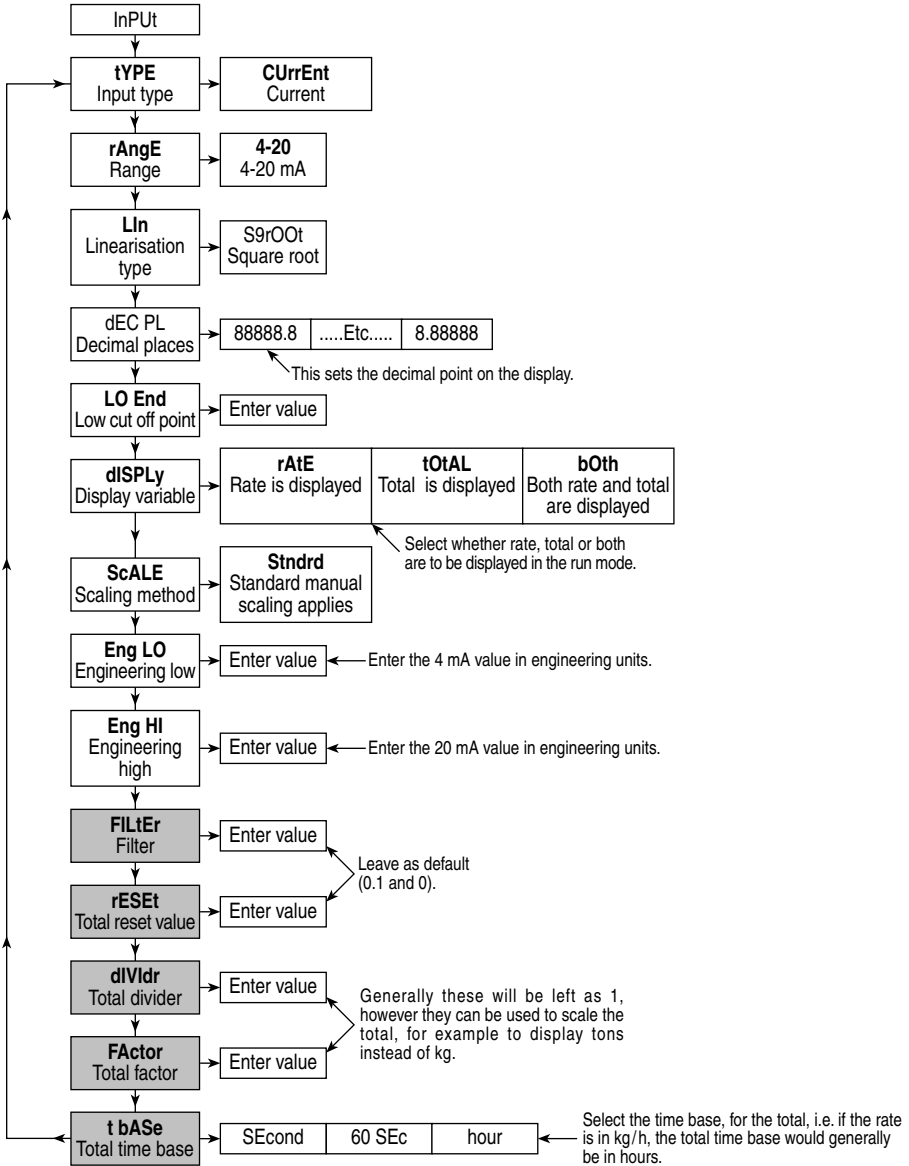 InPUt
tYPE
Input type
CUrrEnt
Current
rAngE
Range
4-20
4-20 mA
LIn
Linearisation
type
S9rOOt
Square root
dEC PL
Decimal places
88888.8
.....Etc.....
8.88888
This sets the decimal point on the display.
LO End
Low cut off point
Enter value
dISPLy
Display variable
rAtE
Rate is displayed
tOtAL
Total is displayed
bOth
Both rate and total
are displayed
Select whether rate, total or both
are to be displayed in the run mode.
ScALE
Scaling method
Stndrd
Standard manual
scaling applies
Eng LO
Engineering low
Enter value
Enter the 4 mA value in engineering units.
Eng HI
Engineering
high
Enter value
Enter the 20 mA value in engineering units.
FILtEr
Filter
Enter value
Leave as default
(0.1 and 0).
rESEt
Total reset value
Enter value
dIVIdr
Total divider
Enter value
Generally these will be left as 1,
however they can be used to scale the
total, for example to display tons
instead of kg.
FActor
Total factor
Enter value
t bASe
Total time base
SEcond
60 SEc
hour
Select the time base, for the total, i.e. if the rate
is in kg/h, the total time base would generally
be in hours.